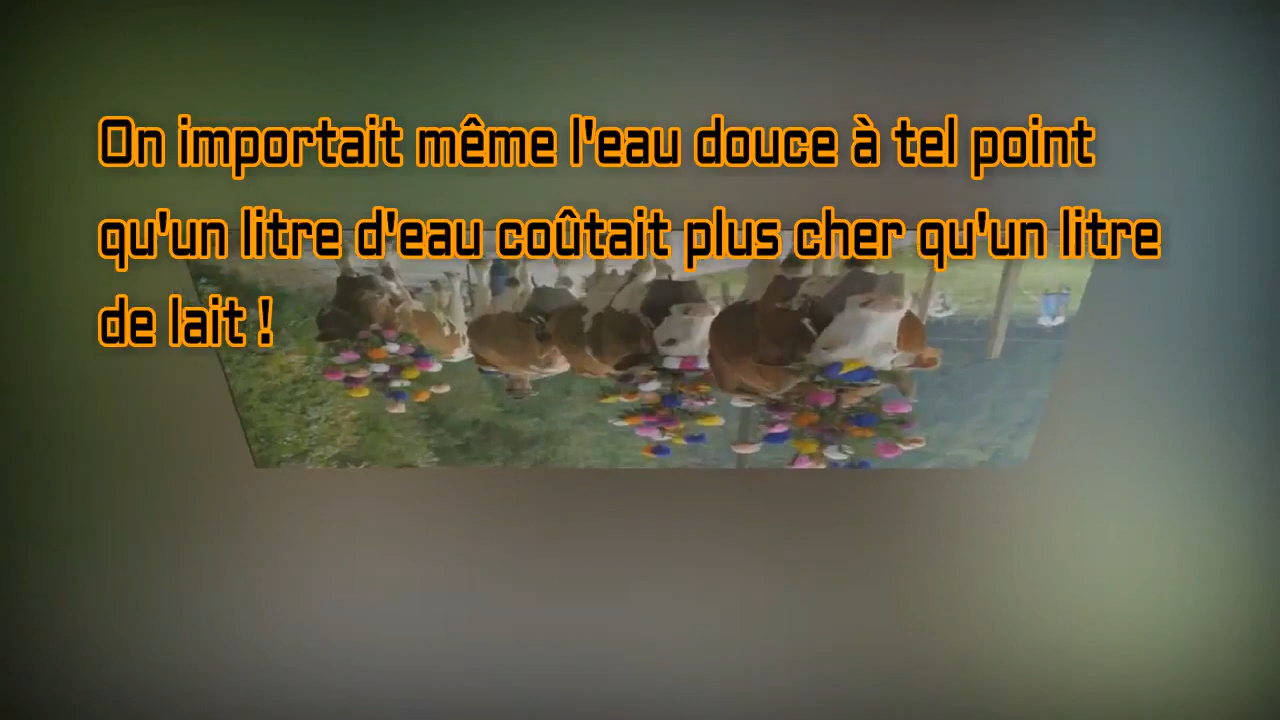 On importait même l'eau douce à tel point
qu'un litre d'eau coûtait plus cher qu'un litre
de lait !